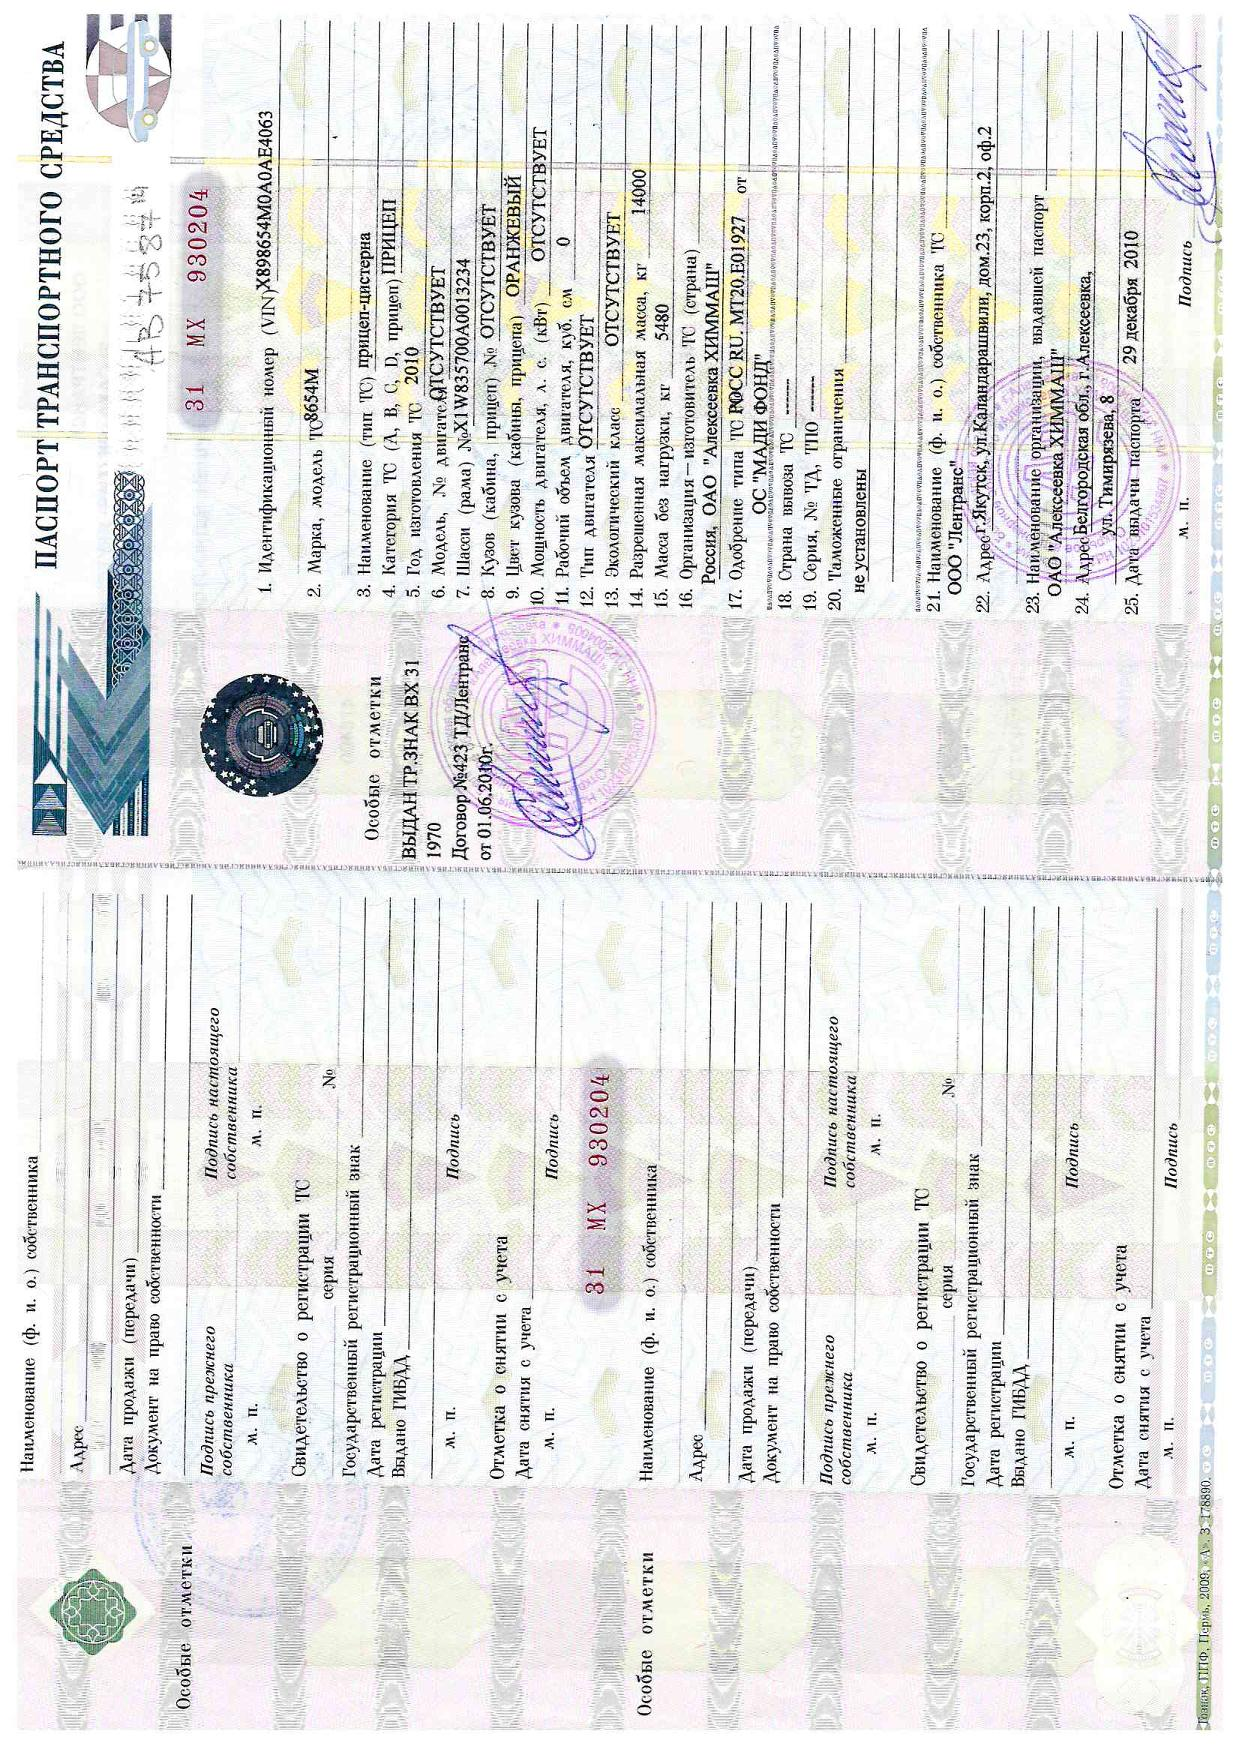 ПАСПОРТ ТРАНСПОРТНОГО СРЕДСТВА
АВ 758714
31 МХ 930204
1. Идентификационный номер (VIN) X898654M0A0AE4063
2. Марка, модель ТС 8654М
3. Наименование (тип ТС) прицеп-цистерна
4. Категория ТС (А, В, С, D, прицеп) ПРИЦЕП
5. Год изготовления ТС 2010
6. Модель, № двигателя ОТСУТСТВУЕТ
7. Шасси (рама) № X1W835700A0013234
8. Кузов (кабина, прицеп) № ОТСУТСТВУЕТ
9. Цвет кузова (кабины, прицепа) ОРАНЖЕВЫЙ
10. Мощность двигателя, л. с. (кВт) ОТСУТСТВУЕТ
11. Рабочий объем двигателя, куб. см 0
12. Тип двигателя ОТСУТСТВУЕТ
13. Экологический класс ОТСУТСТВУЕТ
14. Разрешенная максимальная масса, кг 14000
15. Масса без нагрузки, кг 5480
16. Организация — изготовитель ТС (страна)
Россия, ОАО "Алексеевка ХИММАШ"
17. Одобрение типа ТС № РОСС RU. МТ20.Е01927 от
ОС "МАДИ ФОНД"
18. Страна вывоза ТС ------
19. Серия, № ТД, ТПО -----
20. Таможенные ограничения
не установлены
21. Наименование (ф. и. о.) собственника ТС
ООО "Лентранс"
22. Адрес г.Якутск, ул.Каландарашвили, дом.23, корп.2, оф.2
23. Наименование организации, выдавшей паспорт
ОАО "Алексеевка ХИММАШ"
24. Адрес Белгородская обл., г.Алексеевка,
ул. Тимирязева, 8
25. Дата выдачи паспорта 29 декабря 2010
м. п. Подпись
Особые отметки
ВЫДАН ТР.ЗНАК ВХ 31
1970
Договор №423 ТД/Лентранс
от 01.06.2010г.
Наименование (ф. и. о.) собственника
Адрес
Дата продажи (передачи)
Документ на право собственности
Подпись прежнего собственника
Подпись настоящего собственника
м. п. м. п.
Свидетельство о регистрации ТС
серия №
Государственный регистрационный знак
Дата регистрации
Выдано ГИБДД
м. п. Подпись
Отметка о снятии с учета
Дата снятия с учета
м. п. Подпись
31 МХ 930204
Наименование (ф. и. о.) собственника
Адрес
Дата продажи (передачи)
Документ на право собственности
Подпись прежнего собственника
Подпись настоящего собственника
м. п. м. п.
Свидетельство о регистрации ТС
серия №
Государственный регистрационный знак
Дата регистрации
Выдано ГИБДД
м. п. Подпись
Отметка о снятии с учета
Дата снятия с учета
м. п. Подпись
Особые отметки
Особые отметки
Гознак, ППФ, Пермь, 2009, «А». З.178890.